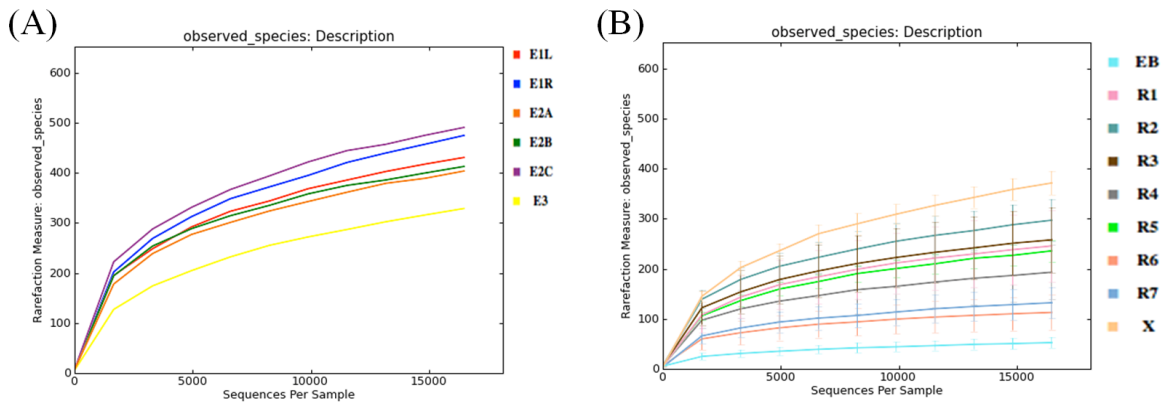 (A)
observed_species: Description
Rarefaction Measure: observed_species
600
500
400
300
200
100
0
0 5000 10000 15000
Sequences Per Sample
E1L
E1R
E2A
E2B
E2C
E3
(B)
observed_species: Description
Rarefaction Measure: observed_species
600
500
400
300
200
100
0
0 5000 10000 15000
Sequences Per Sample
EB
R1
R2
R3
R4
R5
R6
R7
X